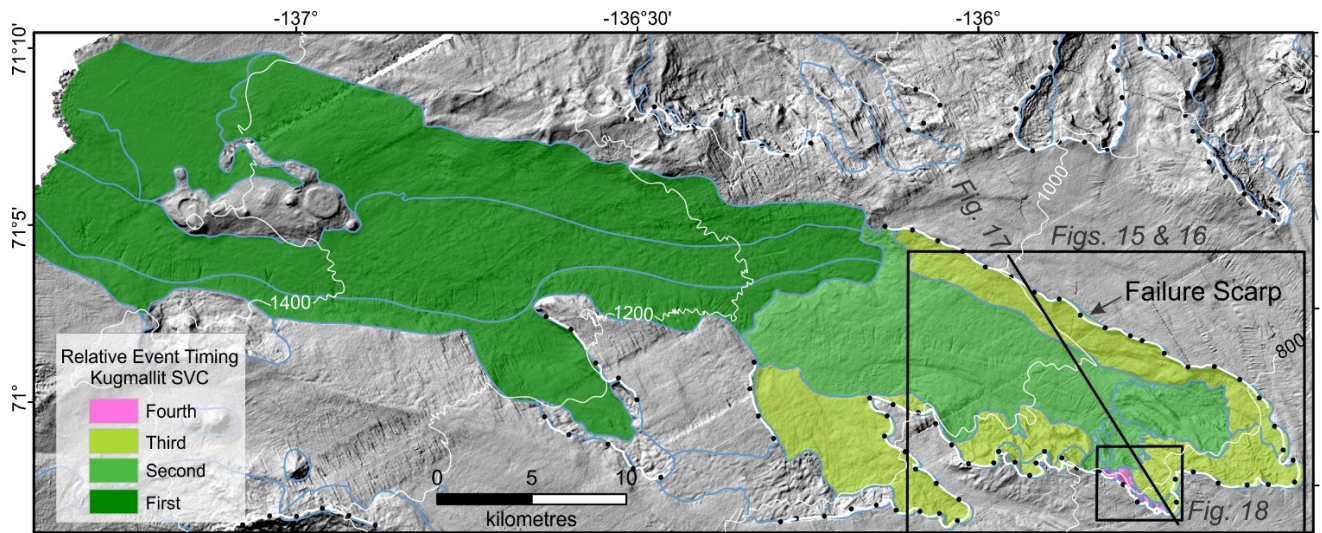 -137°
-136°30'
-136°
71°10'
71°5'
71°
Fig. 17
1000
Figs. 15 & 16
Failure Scarp
1400
1200
800
Relative Event Timing
Kugmallit SVC
Fourth
Third
Second
First
0 5 10
kilometres
Fig. 18